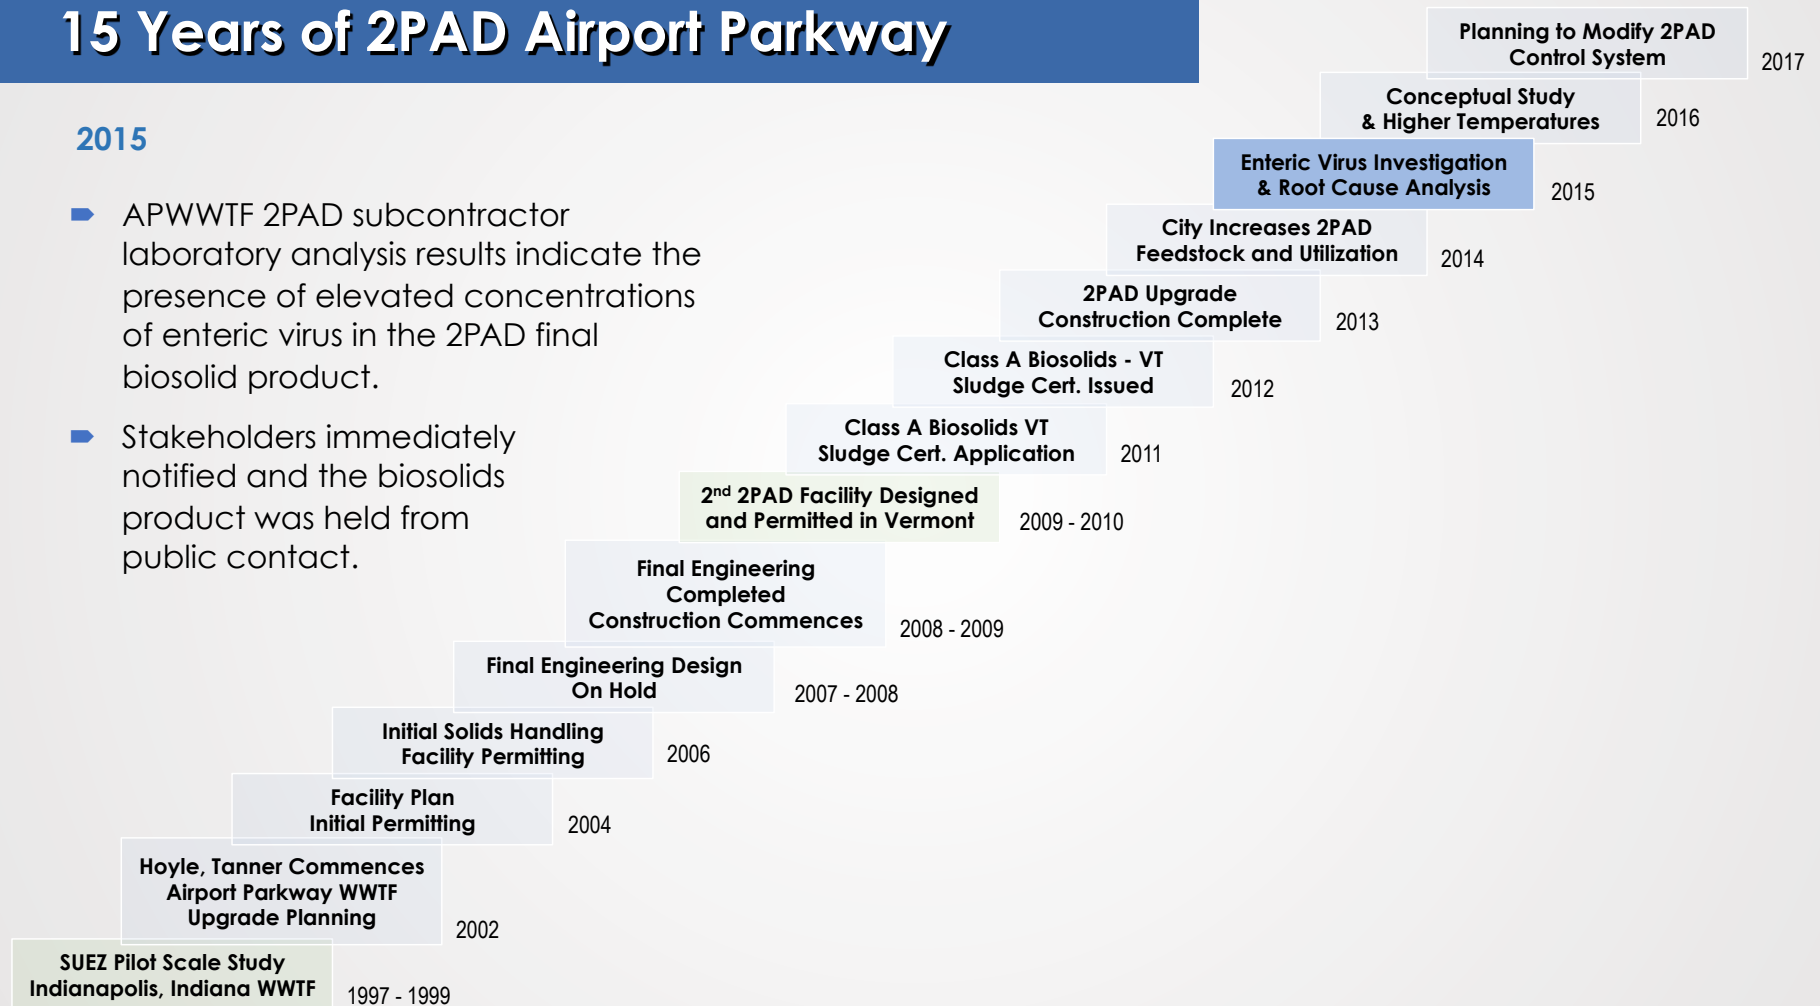 15 Years of 2PAD Airport Parkway
2015
APWWTF 2PAD subcontractor
laboratory analysis results indicate the
presence of elevated concentrations
of enteric virus in the 2PAD final
biosolid product.
Stakeholders immediately
notified and the biosolids
product was held from
public contact.
Planning to Modify 2PAD
Control System
2017
Conceptual Study
& Higher Temperatures
2016
Enteric Virus Investigation
& Root Cause Analysis
2015
City Increases 2PAD
Feedstock and Utilization
2014
2PAD Upgrade
Construction Complete
2013
Class A Biosolids - VT
Sludge Cert. Issued
2012
Class A Biosolids VT
Sludge Cert. Application
2011
2nd 2PAD Facility Designed
and Permitted in Vermont
2009 - 2010
Final Engineering
Completed
Construction Commences
2008 - 2009
Final Engineering Design
On Hold
2007 - 2008
Initial Solids Handling
Facility Permitting
2006
Facility Plan
Initial Permitting
2004
Hoyle, Tanner Commences
Airport Parkway WWTF
Upgrade Planning
2002
SUEZ Pilot Scale Study
Indianapolis, Indiana WWTF
1997 - 1999